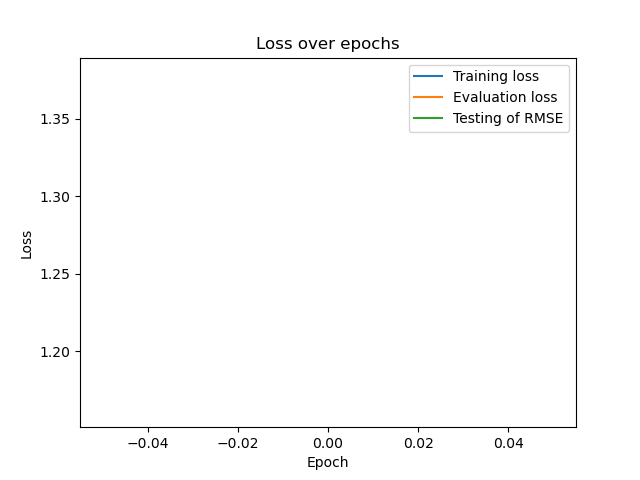 Loss over epochs
Training loss
Evaluation loss
Testing of RMSE
1.35
1.30
1.25
1.20
Loss
−0.04
−0.02
0.00
0.02
0.04
Epoch